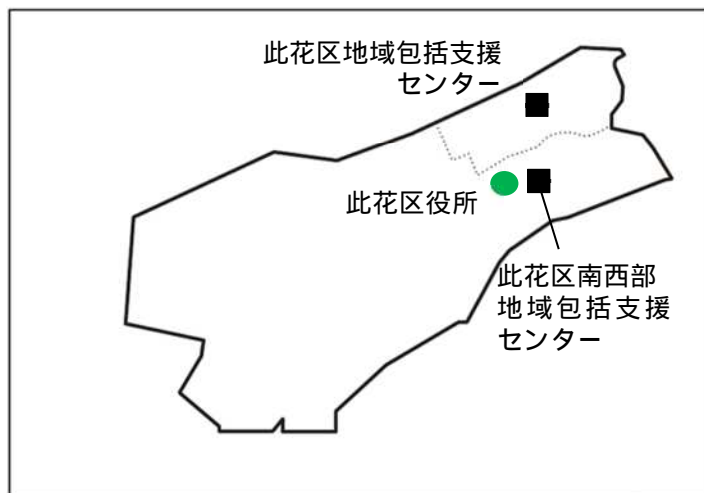 此花区地域包括支援
センター
此花区役所
此花区南西部
地域包括支援
センター